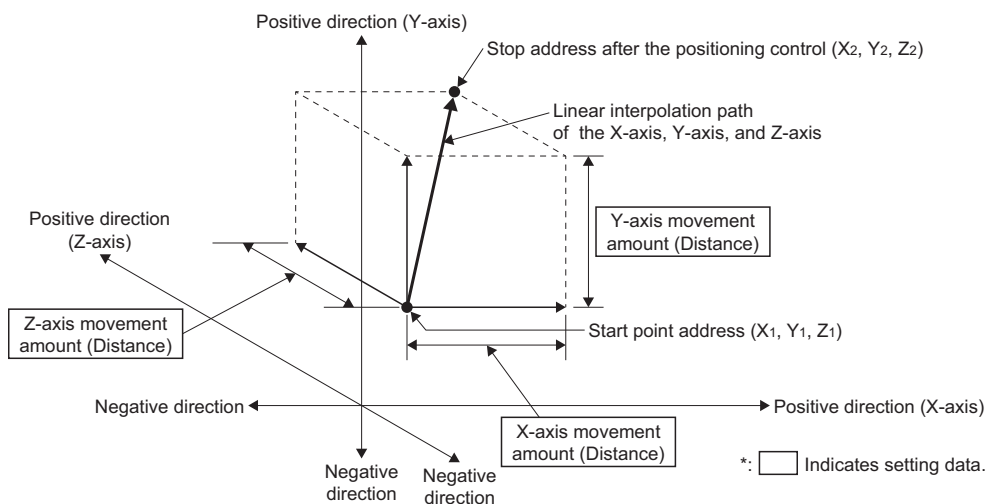 Positive direction (Y-axis)
Stop address after the positioning control (X2, Y2, Z2)
Linear interpolation path
of the X-axis, Y-axis, and Z-axis
Positive direction
(Z-axis)
Y-axis movement
amount (Distance)
Z-axis movement
amount (Distance)
Start point address (X1, Y1, Z1)
Negative direction
Positive direction (X-axis)
X-axis movement
amount (Distance)
Negative
direction
Negative
direction
*: Indicates setting data.